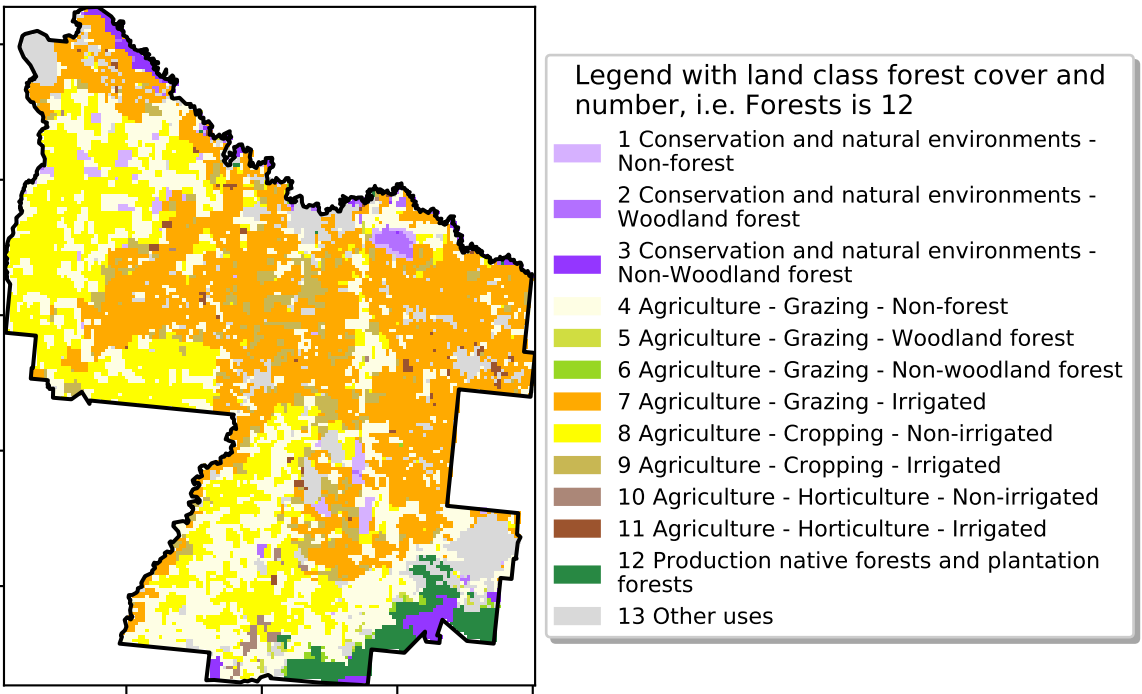 Legend with land class forest cover and
number, i.e. Forests is 12
1 Conservation and natural environments -
Non-forest
2 Conservation and natural environments -
Woodland forest
3 Conservation and natural environments -
Non-Woodland forest
4 Agriculture - Grazing - Non-forest
5 Agriculture - Grazing - Woodland forest
6 Agriculture - Grazing - Non-woodland forest
7 Agriculture - Grazing - Irrigated
8 Agriculture - Cropping - Non-irrigated
9 Agriculture - Cropping - Irrigated
10 Agriculture - Horticulture - Non-irrigated
11 Agriculture - Horticulture - Irrigated
12 Production native forests and plantation
forests
13 Other uses